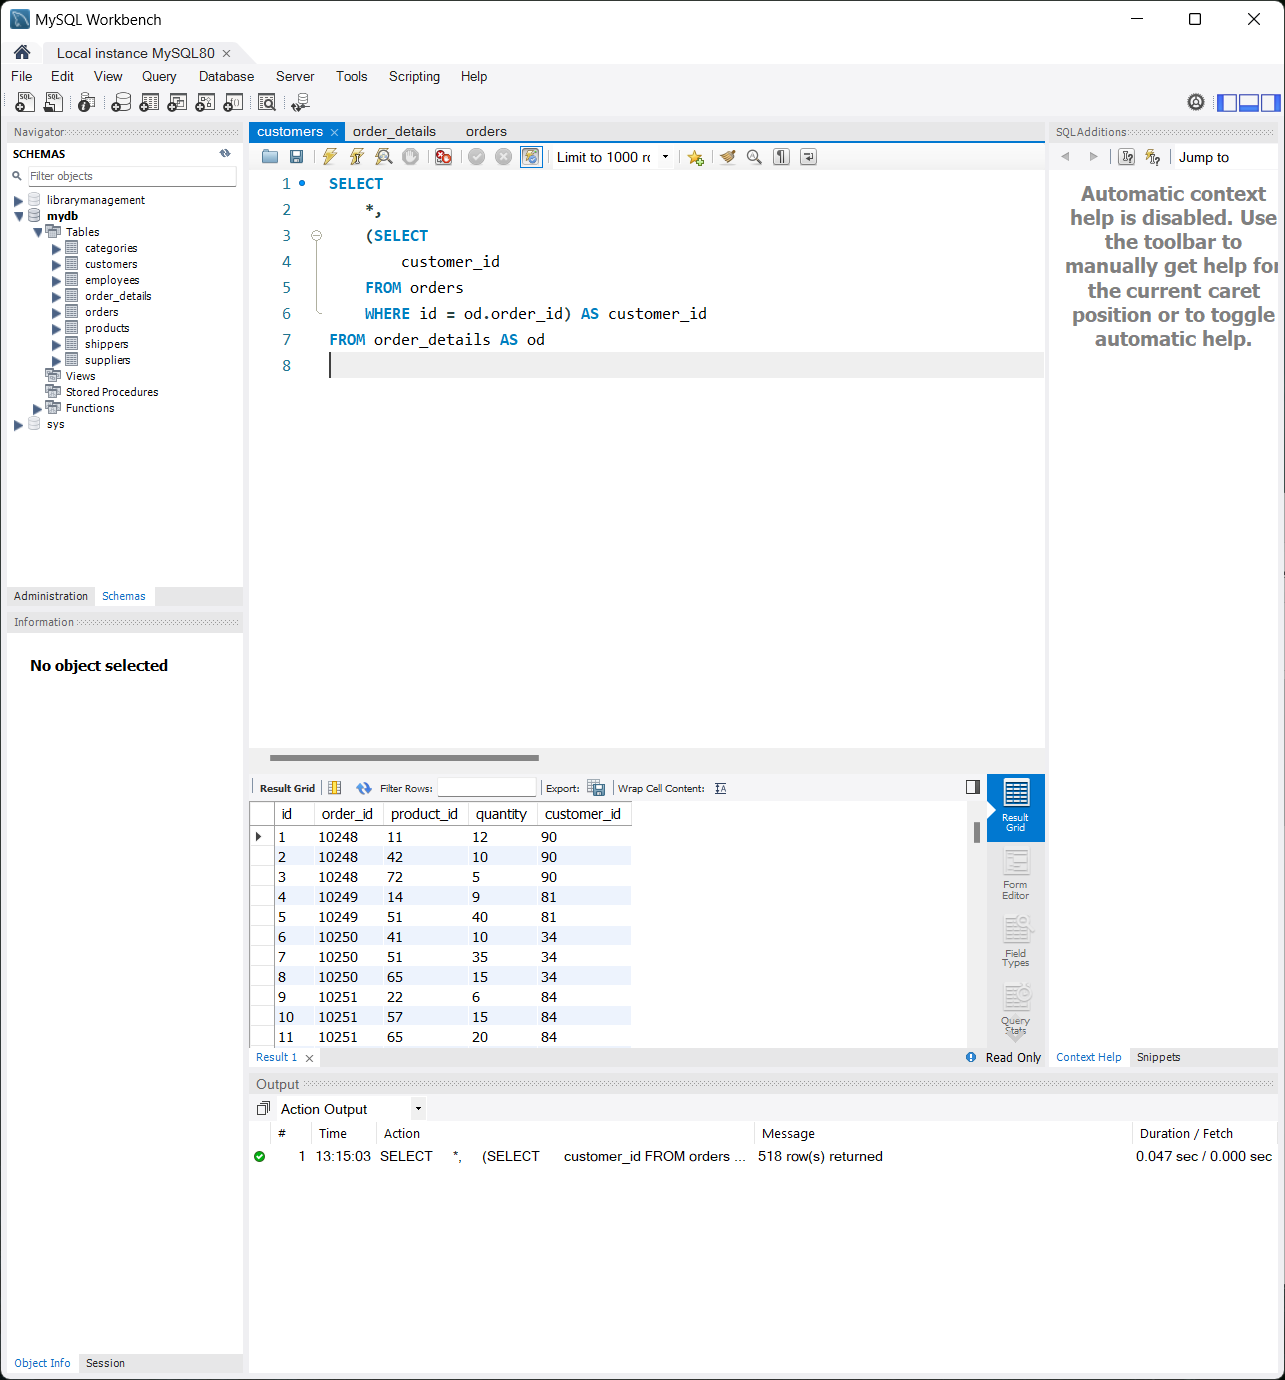 MySQL Workbench
Local instance MySQL80
File Edit View Query Database Server Tools Scripting Help
Navigator
SCHEMAS
Filter objects
librarymanagement
mydb
Tables
categories
customers
employees
order_details
orders
products
shippers
suppliers
Views
Stored Procedures
Functions
sys
Administration Schemas
Information
No object selected
Object Info Session
customers order_details orders
Limit to 1000 r
1 SELECT
2 *,
3 (SELECT
4 customer_id
5 FROM orders
6 WHERE id = od.order_id) AS customer_id
7 FROM order_details AS od
8
Result Grid Filter Rows: Export: Wrap Cell Content:
id order_id product_id quantity customer_id
1 10248 11 12 90
2 10248 42 10 90
3 10248 72 5 90
4 10249 14 9 81
5 10249 51 40 81
6 10250 41 10 34
7 10250 51 35 34
8 10250 65 15 34
9 10251 22 6 84
10 10251 57 15 84
11 10251 65 20 84
Result Grid
Form Editor
Field Types
Query Stats
Result 1 Read Only
SQLAdditions
Jump to
Automatic context
help is disabled. Use
the toolbar to
manually get help for
the current caret
position or to toggle
automatic help.
Context Help Snippets
Output
Action Output
# Time Action Message Duration / Fetch
1 13:15:03 SELECT *, (SELECT customer_id FROM orders ... 518 row(s) returned 0.047 sec / 0.000 sec